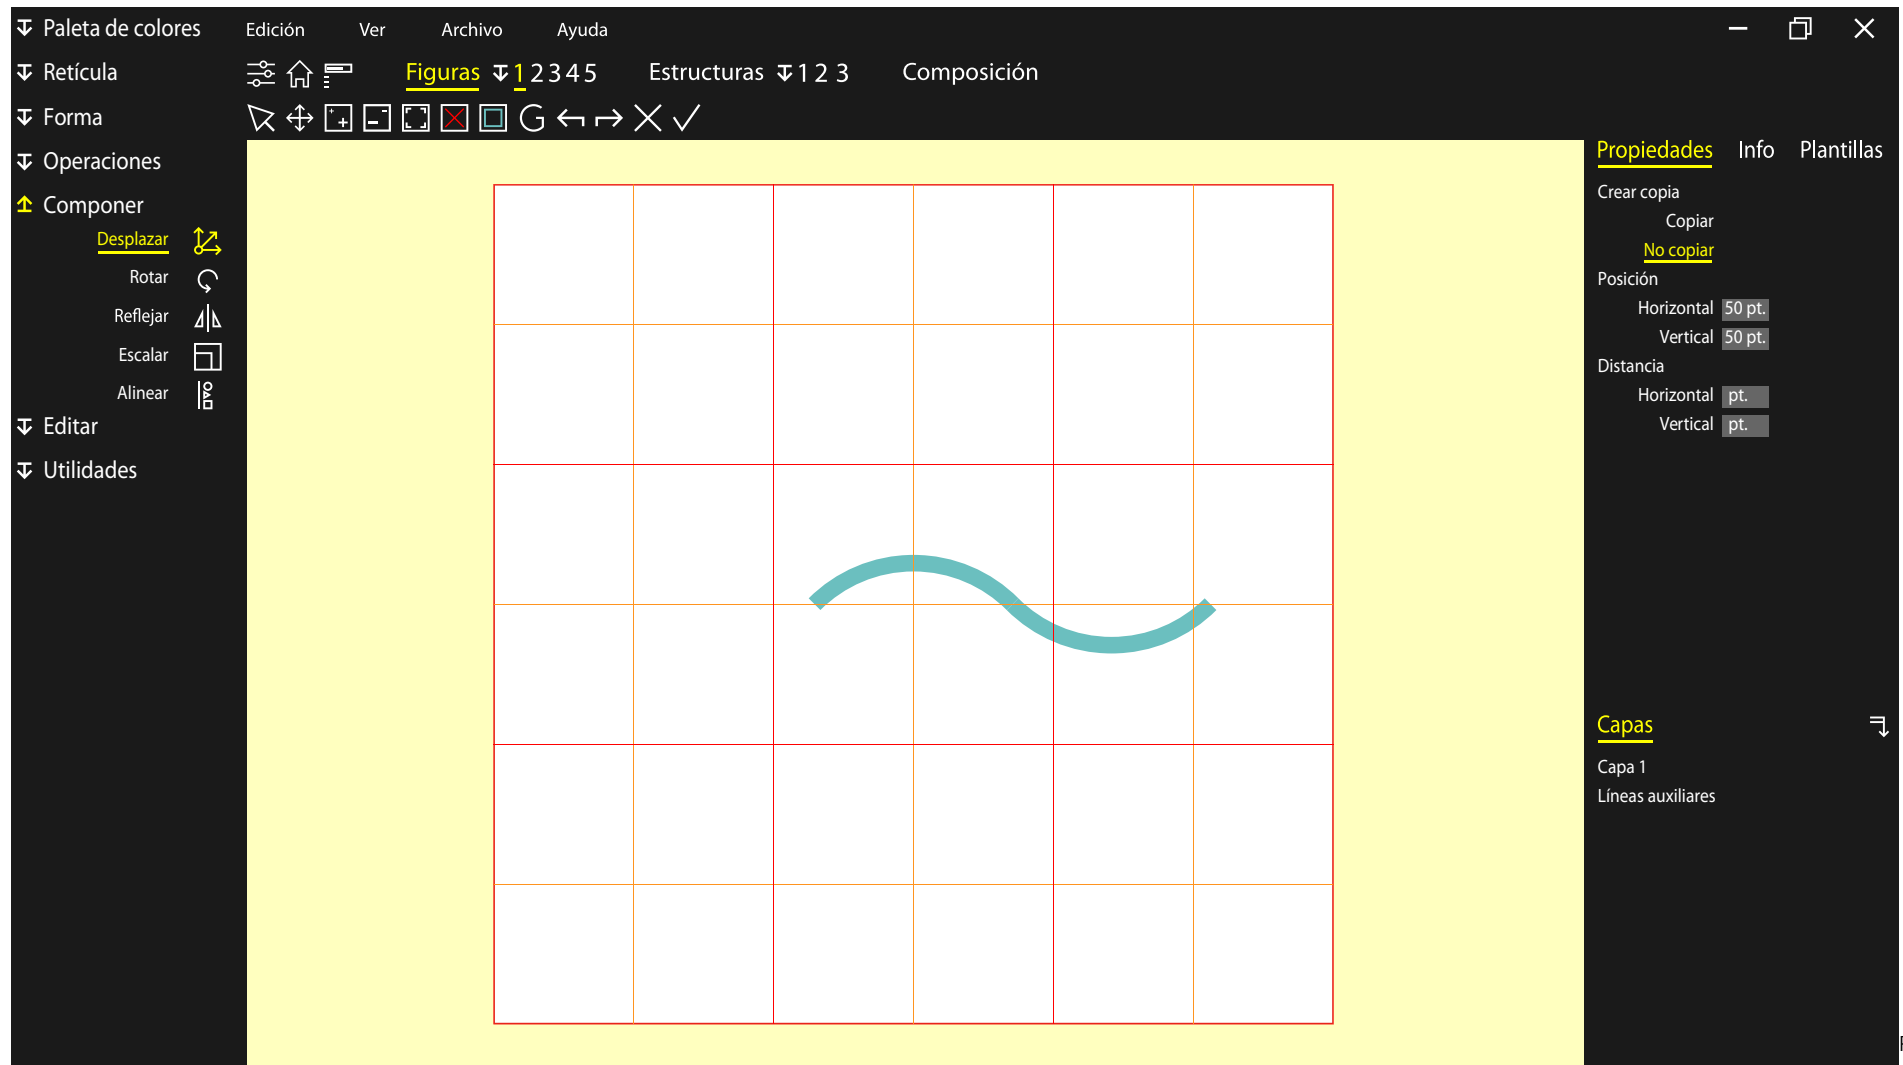 Paleta de colores
Edición Ver Archivo Ayuda
Retícula
Figuras 1 2 3 4 5 Estructuras 1 2 3 Composición
Forma
Operaciones
Componer
Desplazar
Rotar
Reflejar
Escalar
Alinear
Editar
Utilidades
Propiedades Info Plantillas
Crear copia
Copiar
No copiar
Posición
Horizontal 50 pt.
Vertical 50 pt.
Distancia
Horizontal pt.
Vertical pt.
Capas
Capa 1
Líneas auxiliares